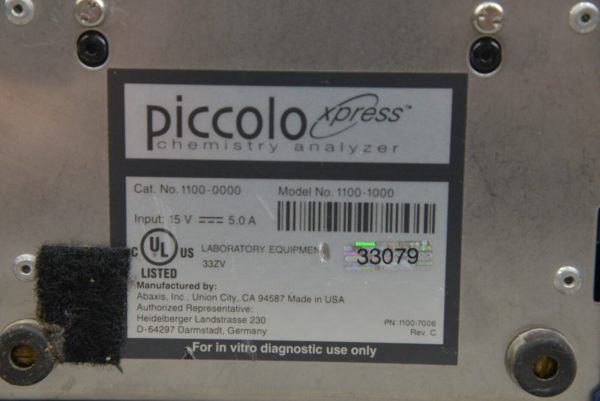 piccolo xpress™
chemistry analyzer
Cat. No. 1100-0000 Model No. 1100-1000
Input: 15 V ⎓ 5.0 A
C UL US LABORATORY EQUIPMENT
33ZV
LISTED
33079
Manufactured by:
Abaxis, Inc., Union City, CA 94587 Made in USA
Authorized Representative:
Heidelberger Landstrasse 230
D-64297 Darmstadt, Germany
PN: 1100-7006
Rev. C
For in vitro diagnostic use only